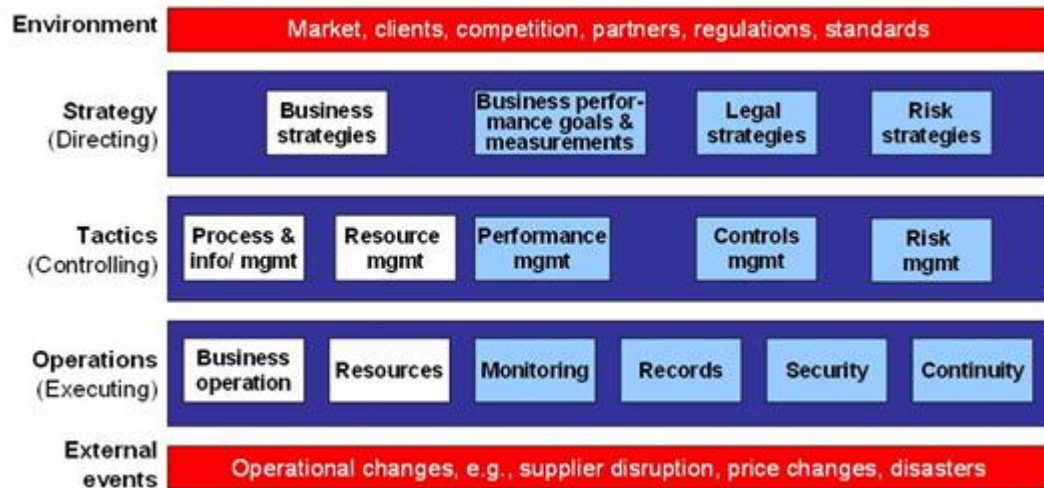 Environment
Market, clients, competition, partners, regulations, standards
Strategy
(Directing)
Business
strategies
Business perfor-
mance goals &
measurements
Legal
strategies
Risk
strategies
Tactics
(Controlling)
Process &
info/ mgmt
Resource
mgmt
Performance
mgmt
Controls
mgmt
Risk
mgmt
Operations
(Executing)
Business
operation
Resources
Monitoring
Records
Security
Continuity
External
events
Operational changes, e.g., supplier disruption, price changes, disasters